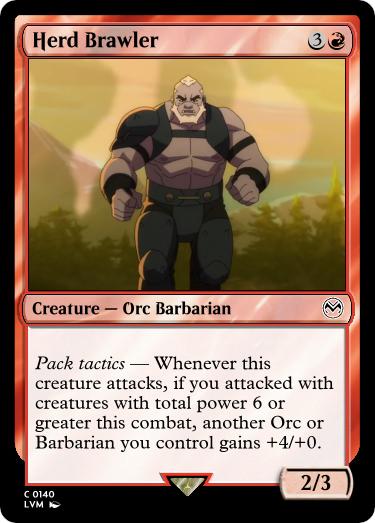 Herd Brawler 3
Creature — Orc Barbarian
Pack tactics — Whenever this
creature attacks, if you attacked with
creatures with total power 6 or
greater this combat, another Orc or
Barbarian you control gains +4/+0.
2/3
C 0140
LVM